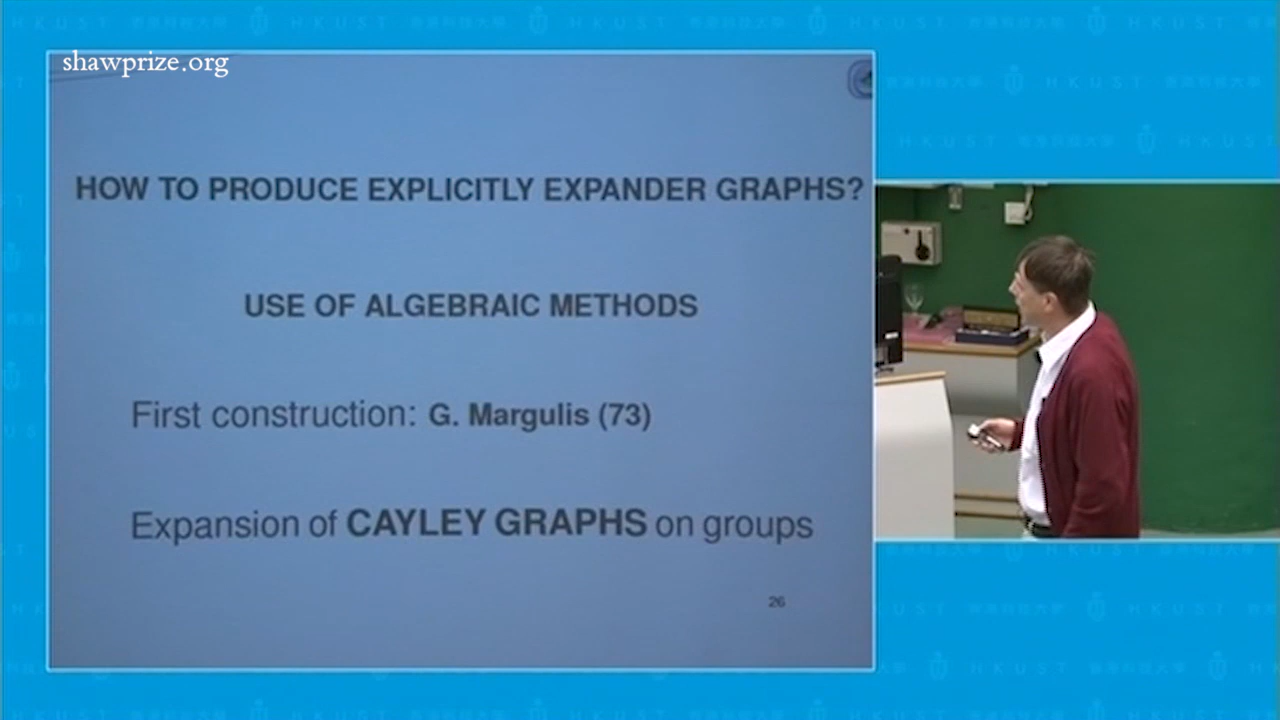 HKUST
shawprize.org
HOW TO PRODUCE EXPLICITLY EXPANDER GRAPHS?
USE OF ALGEBRAIC METHODS
First construction: G. Margulis (73)
Expansion of CAYLEY GRAPHS on groups
26